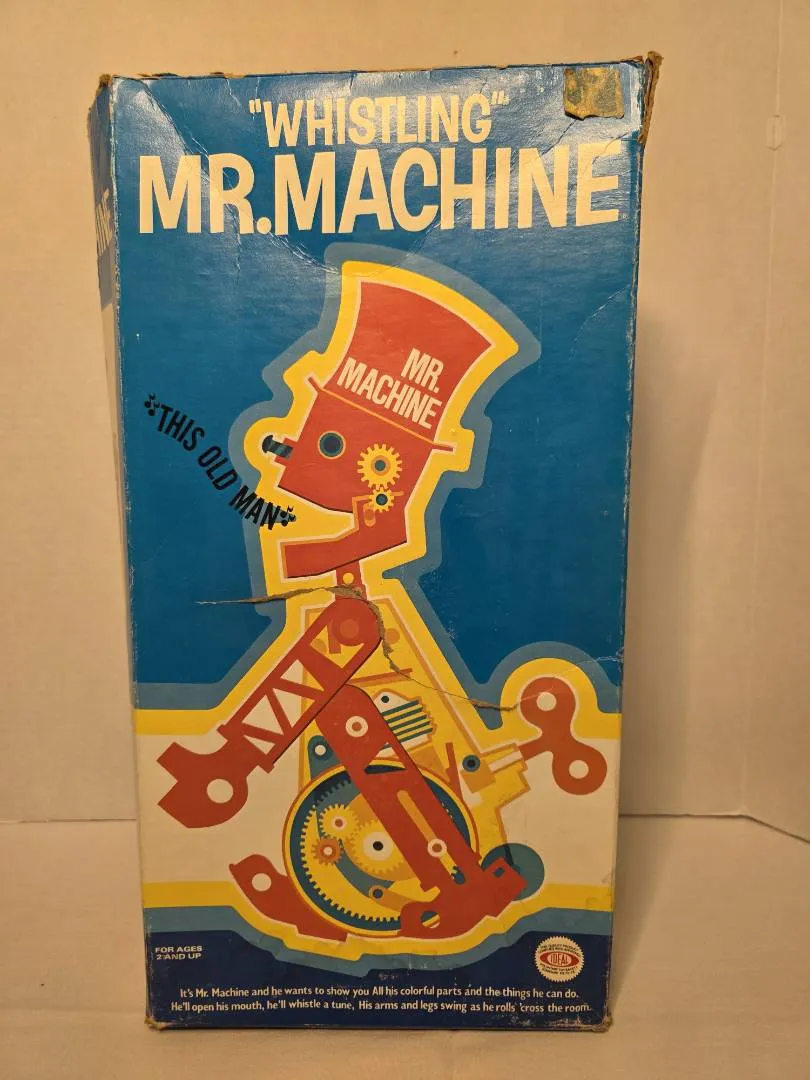 "WHISTLING"
MR. MACHINE
MR.
MACHINE
THIS OLD MAN
FOR AGES
2 AND UP
IDEAL
It's Mr. Machine and he wants to show you All his colorful parts and the things he can do.
He'll open his mouth, he'll whistle a tune, His arms and legs swing as he rolls 'cross the room.